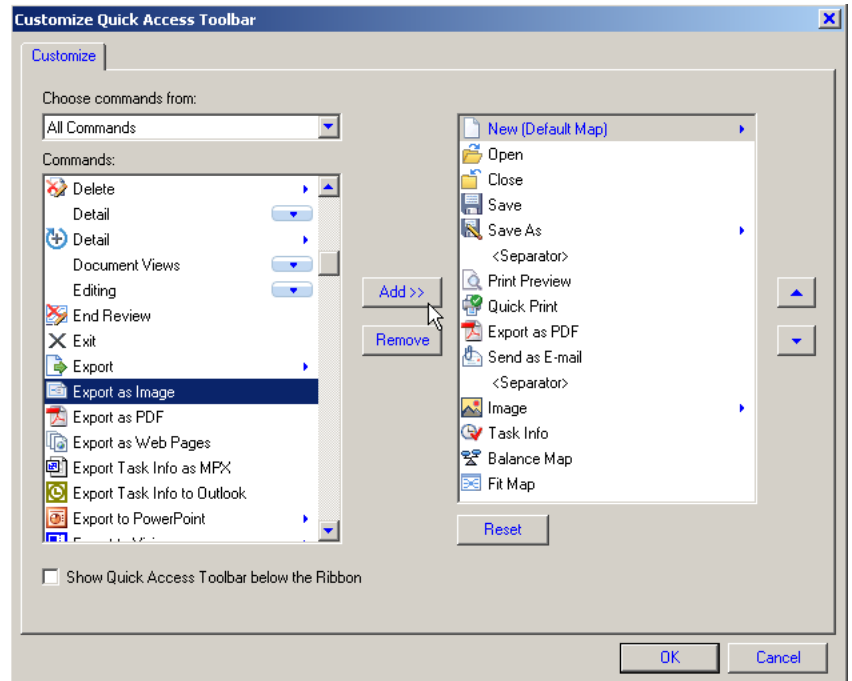 Customize Quick Access Toolbar
Customize
Choose commands from:
All Commands
Commands:
Delete
Detail
Detail
Document Views
Editing
End Review
Exit
Export
Export as Image
Export as PDF
Export as Web Pages
Export Task Info as MPX
Export Task Info to Outlook
Export to PowerPoint
Add >>
Remove
New (Default Map)
Open
Close
Save
Save As
<Separator>
Print Preview
Quick Print
Export as PDF
Send as E-mail
<Separator>
Image
Task Info
Balance Map
Fit Map
Reset
Show Quick Access Toolbar below the Ribbon
OK
Cancel